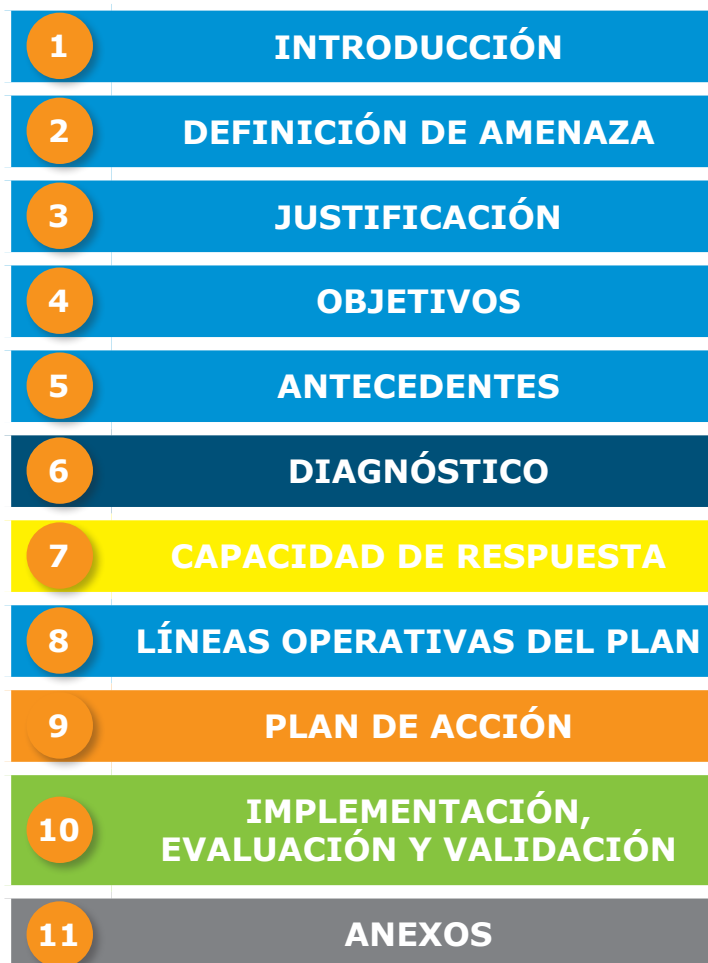 1 INTRODUCCIÓN
2 DEFINICIÓN DE AMENAZA
3 JUSTIFICACIÓN
4 OBJETIVOS
5 ANTECEDENTES
6 DIAGNÓSTICO
7 CAPACIDAD DE RESPUESTA
8 LÍNEAS OPERATIVAS DEL PLAN
9 PLAN DE ACCIÓN
10 IMPLEMENTACIÓN,
EVALUACIÓN Y VALIDACIÓN
11 ANEXOS